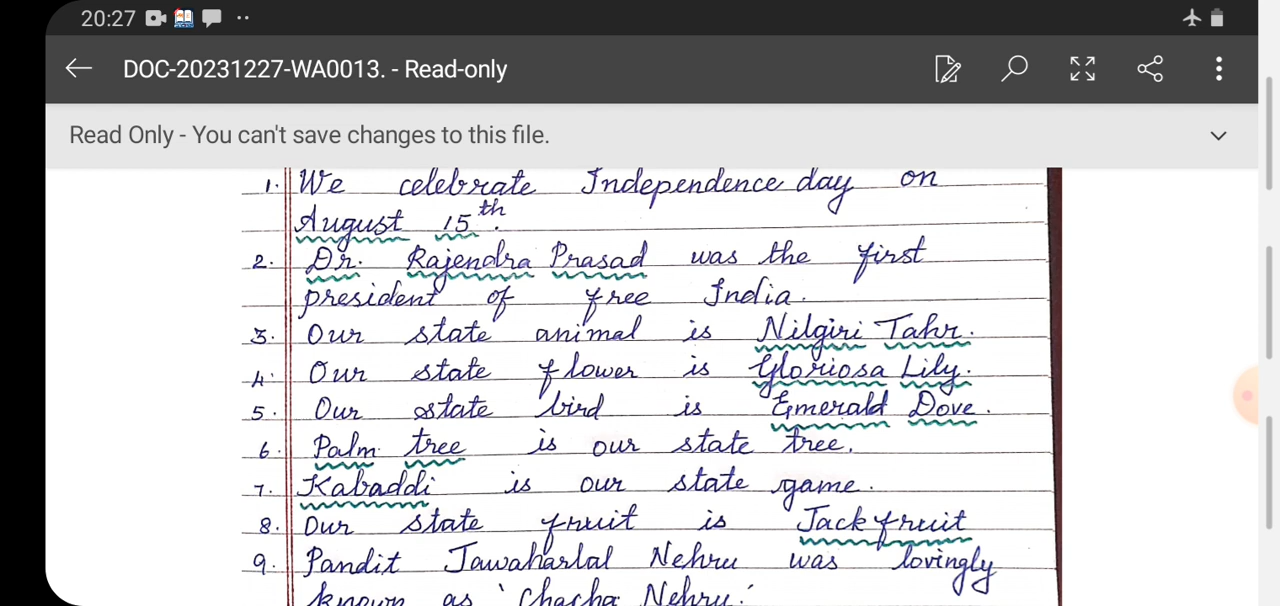 20:27
DOC-20231227-WA0013. - Read-only
Read Only - You can't save changes to this file.
1. We celebrate Independence day on
August 15th.
2. Dr. Rajendra Prasad was the first
president of free India.
3. Our state animal is Nilgiri Tahr.
4. Our state flower is Gloriosa Lily.
5. Our state bird is Emerald Dove.
6. Palm tree is our state tree.
7. Kabaddi is our state game.
8. Our state fruit is Jackfruit
9. Pandit Jawaharlal Nehru was lovingly
known as 'Chacha Nehru.'